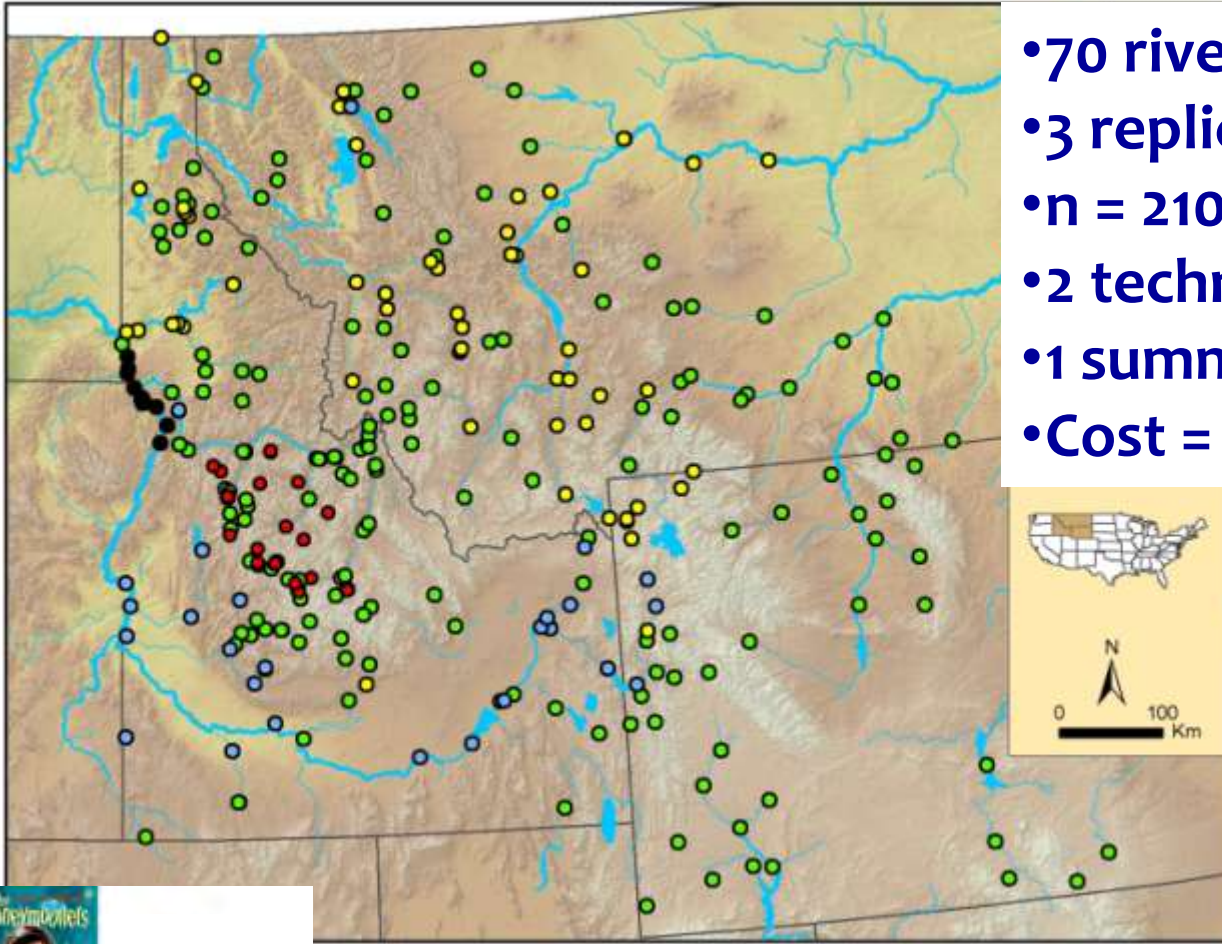 •70 rive
•3 replic
•n = 210
•2 techn
•1 summ
•Cost =
N
0 100
Km